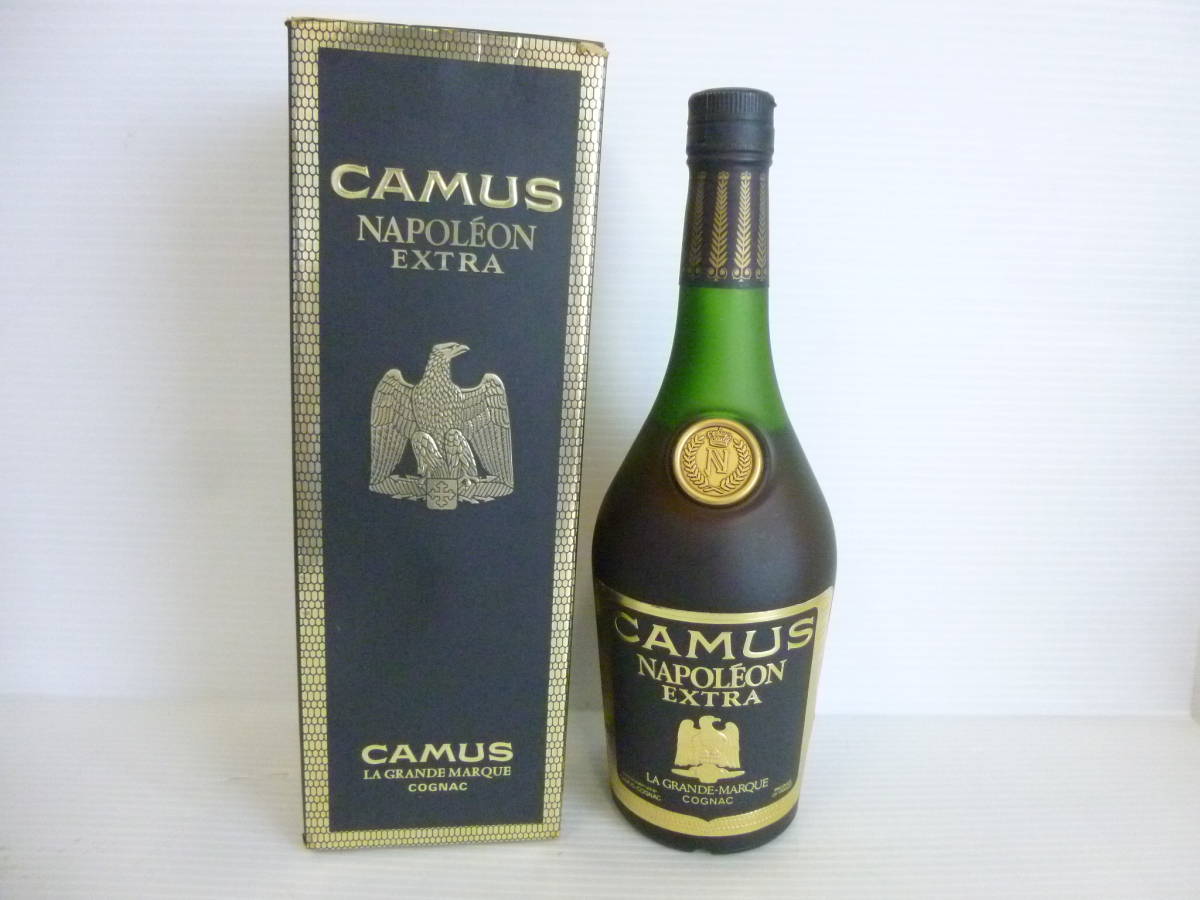 CAMUS
NAPOLÉON
EXTRA
CAMUS
LA GRANDE MARQUE
COGNAC
N
CAMUS
NAPOLÉON
EXTRA
LA GRANDE-MARQUE
COGNAC